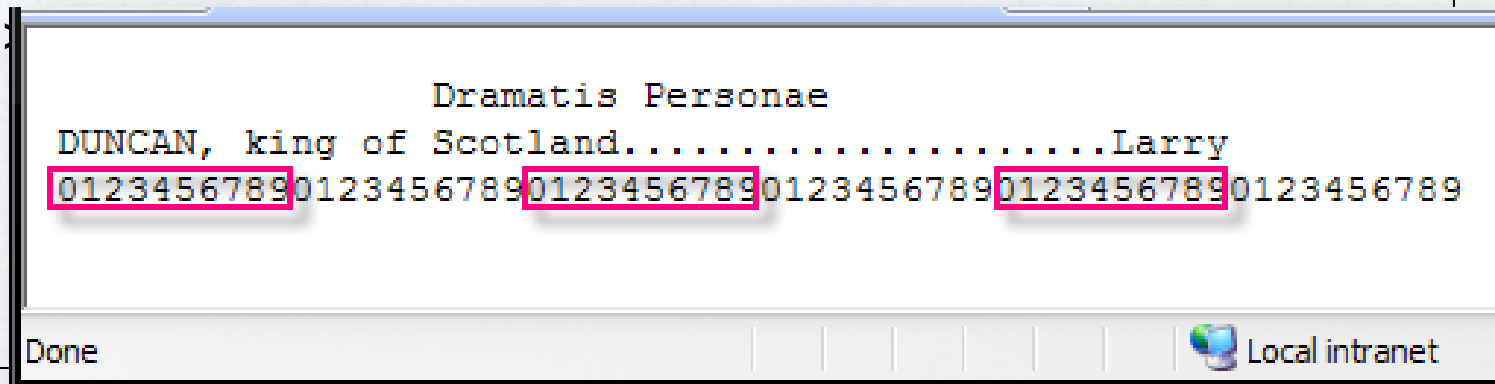 Dramatis Personae
DUNCAN, king of Scotland.....................Larry
012345678901234567890123456789012345678901234567890123456789
Done
Local intranet